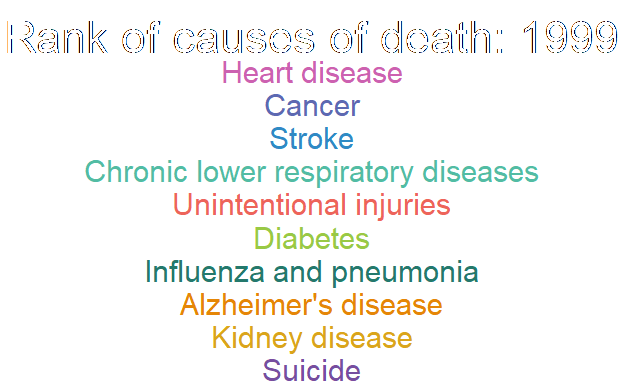 Rank of causes of death: 1999
Heart disease
Cancer
Stroke
Chronic lower respiratory diseases
Unintentional injuries
Diabetes
Influenza and pneumonia
Alzheimer's disease
Kidney disease
Suicide